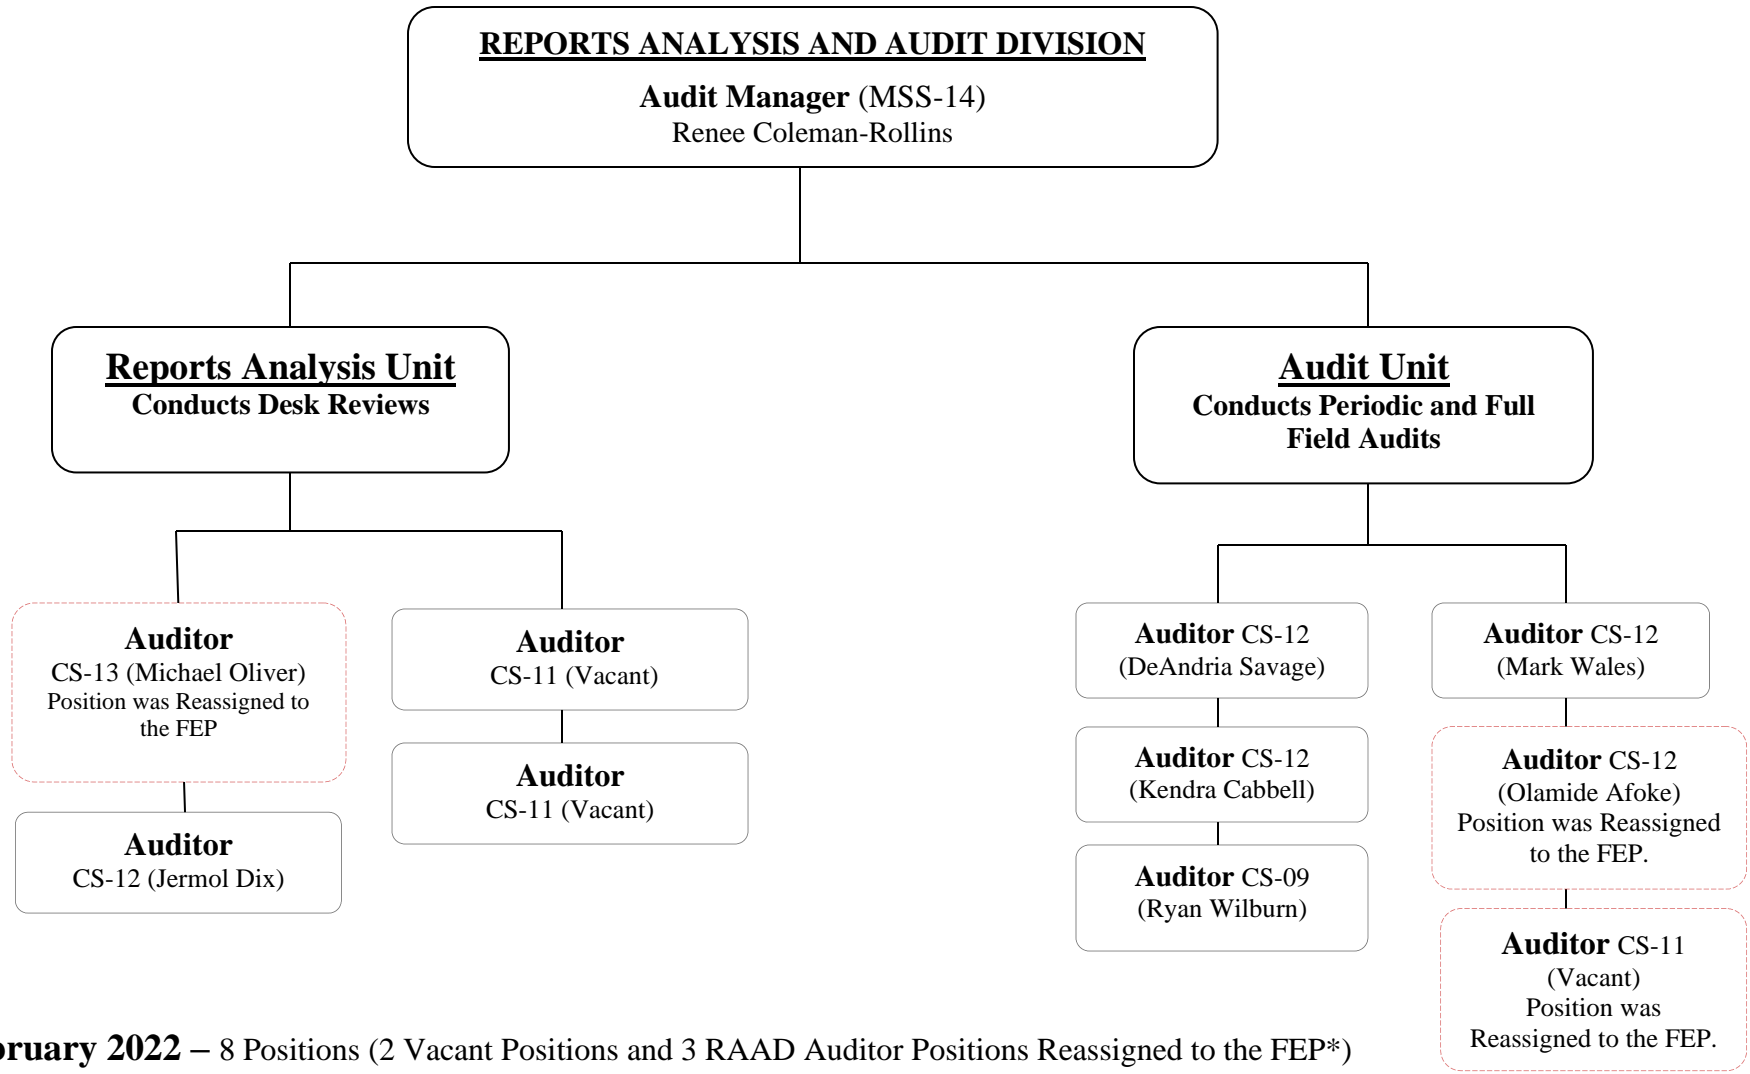 REPORTS ANALYSIS AND AUDIT DIVISION
Audit Manager (MSS-14)
Renee Coleman-Rollins
Reports Analysis Unit
Conducts Desk Reviews
Audit Unit
Conducts Periodic and Full
Field Audits
Auditor
CS-13 (Michael Oliver)
Position was Reassigned to
the FEP
Auditor
CS-12 (Jermol Dix)
Auditor
CS-11 (Vacant)
Auditor
CS-11 (Vacant)
Auditor CS-12
(DeAndria Savage)
Auditor CS-12
(Kendra Cabbell)
Auditor CS-09
(Ryan Wilburn)
Auditor CS-12
(Mark Wales)
Auditor CS-12
(Olamide Afoke)
Position was Reassigned
to the FEP.
Auditor CS-11
(Vacant)
Position was
Reassigned to the FEP.
oruary 2022 – 8 Positions (2 Vacant Positions and 3 RAAD Auditor Positions Reassigned to the FEP*)